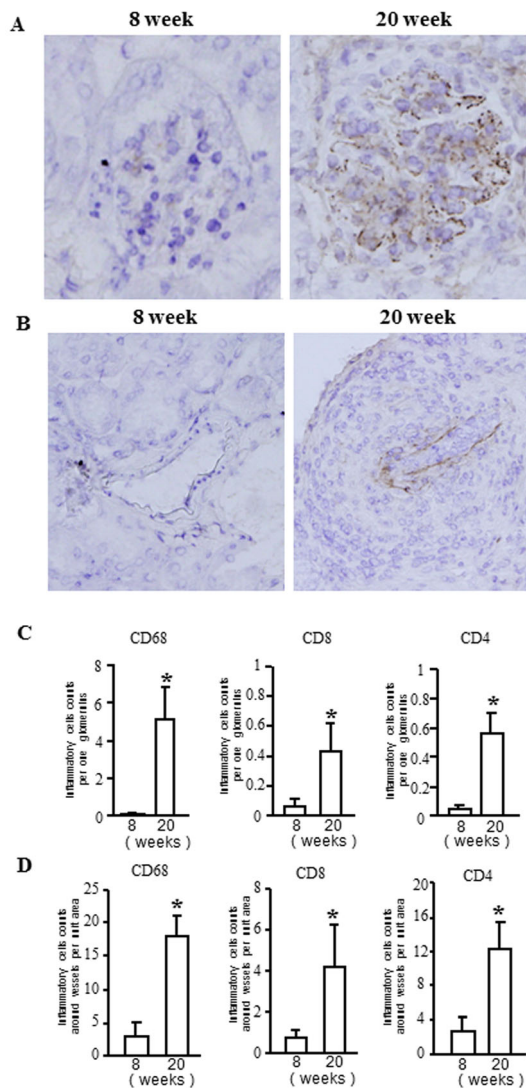 A
8 week
20 week
B
8 week
20 week
C
CD68
CD8
CD4
Inflammatory cells counts
per one glomerulus
8
6
4
2
0
*
8
20
( weeks )
Inflammatory cells counts
per one glomerulus
1
0.8
0.6
0.4
0.2
0
*
8
20
( weeks )
Inflammatory cells counts
per one glomerulus
1
0.8
0.6
0.4
0.2
0
*
8
20
( weeks )
D
CD68
CD8
CD4
Inflammatory cells counts
around vessels per unit area
25
20
15
10
5
0
*
8
20
( weeks )
Inflammatory cells counts
around vessels per unit area
8
6
4
2
0
*
8
20
( weeks )
Inflammatory cells counts
around vessels per unit area
20
16
12
8
4
0
*
8
20
( weeks )